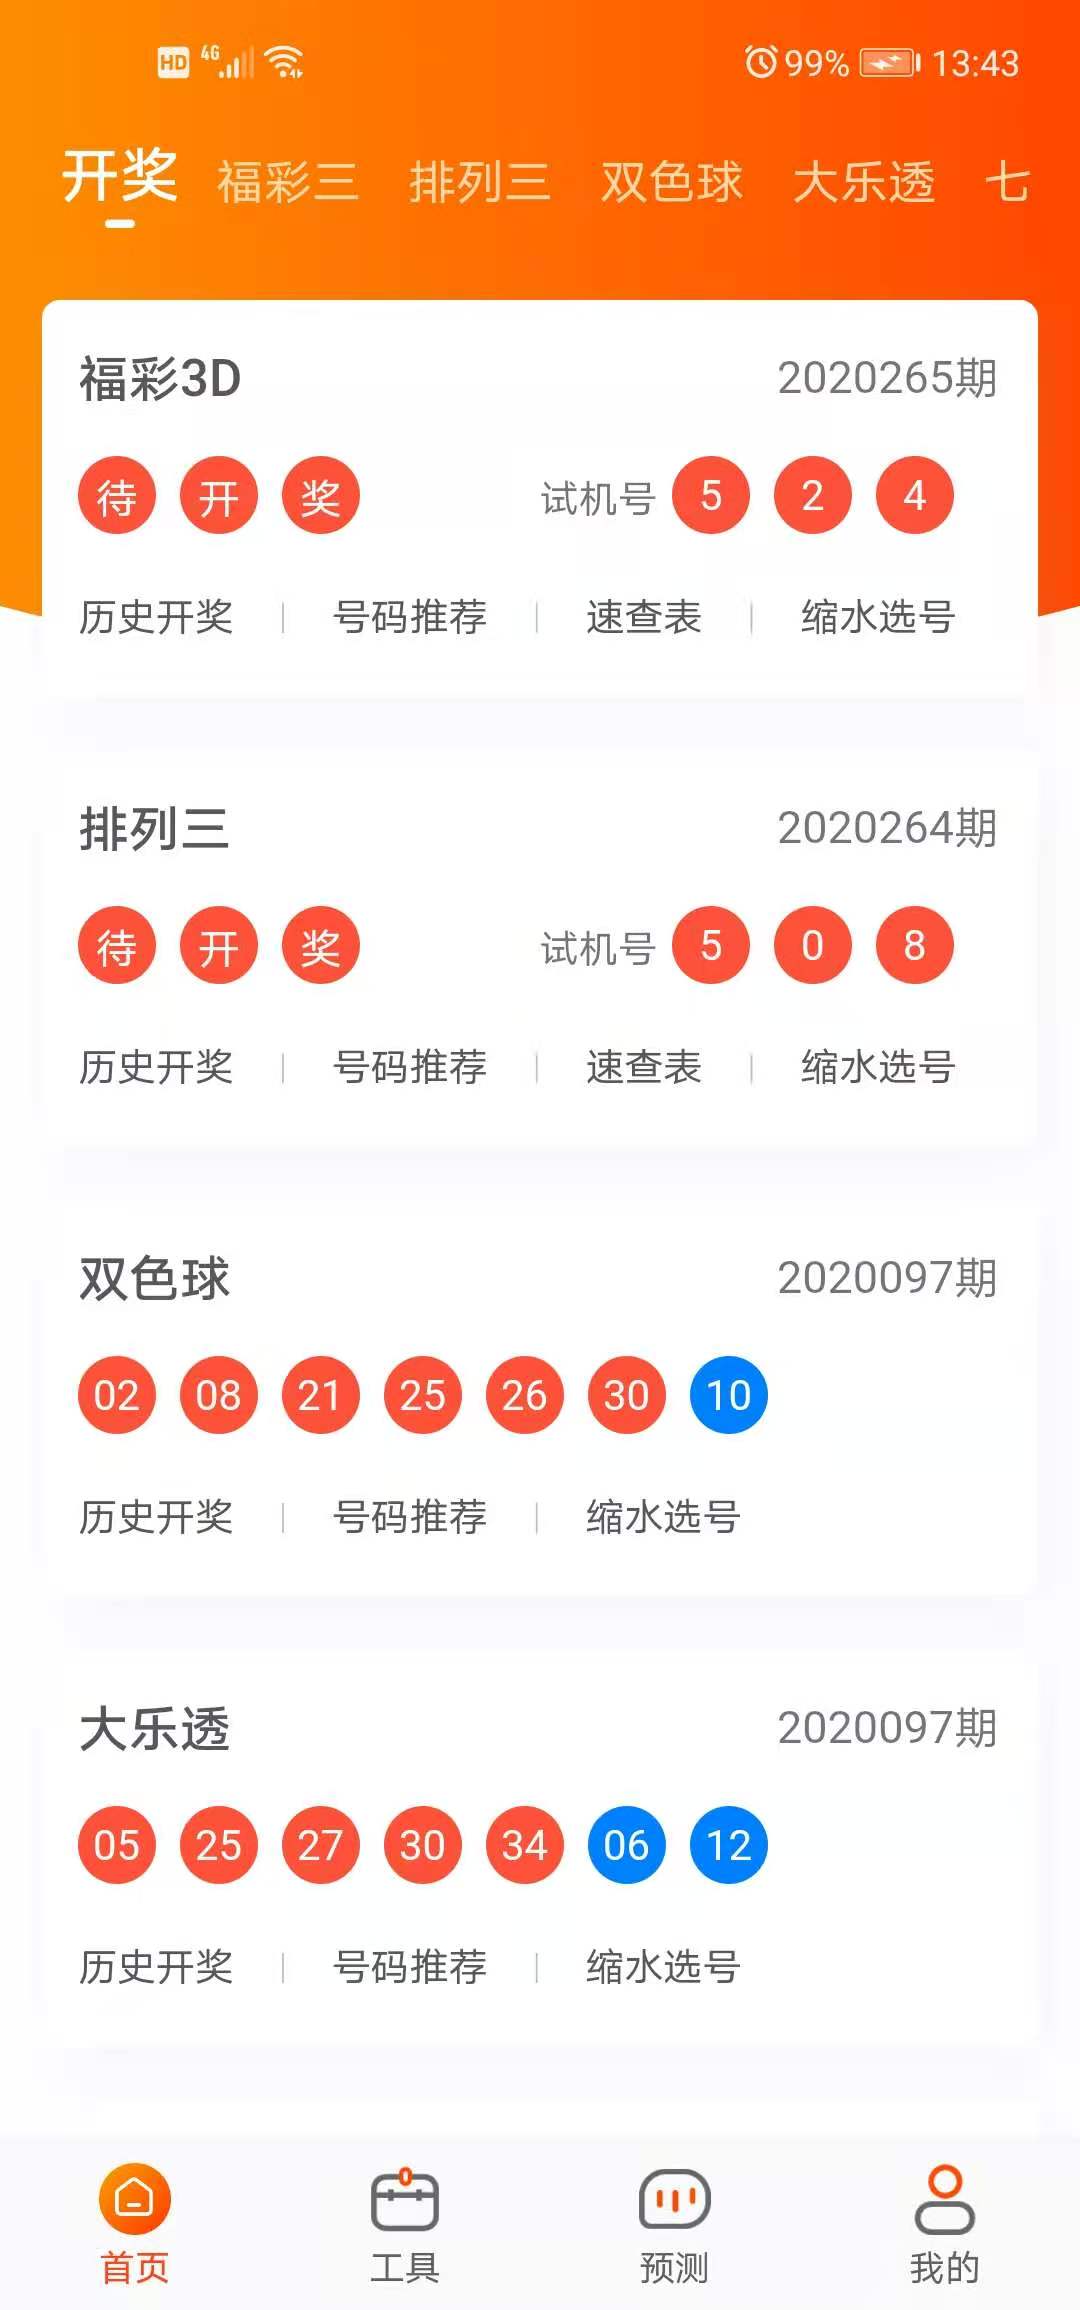 HD 4G 99% 13:43
开奖 福彩三 排列三 双色球 大乐透 七
福彩3D 2020265期
待 开 奖 试机号 5 2 4
历史开奖 | 号码推荐 | 速查表 | 缩水选号
排列三 2020264期
待 开 奖 试机号 5 0 8
历史开奖 | 号码推荐 | 速查表 | 缩水选号
双色球 2020097期
02 08 21 25 26 30 10
历史开奖 | 号码推荐 | 缩水选号
大乐透 2020097期
05 25 27 30 34 06 12
历史开奖 | 号码推荐 | 缩水选号
首页 工具 预测 我的